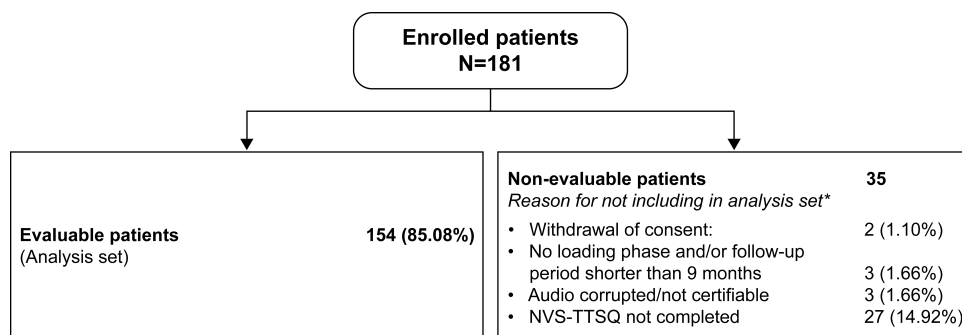 Enrolled patients
N=181
Evaluable patients 154 (85.08%)
(Analysis set)
Non-evaluable patients 35
Reason for not including in analysis set*
• Withdrawal of consent: 2 (1.10%)
• No loading phase and/or follow-up
period shorter than 9 months 3 (1.66%)
• Audio corrupted/not certifiable 3 (1.66%)
• NVS-TTSQ not completed 27 (14.92%)